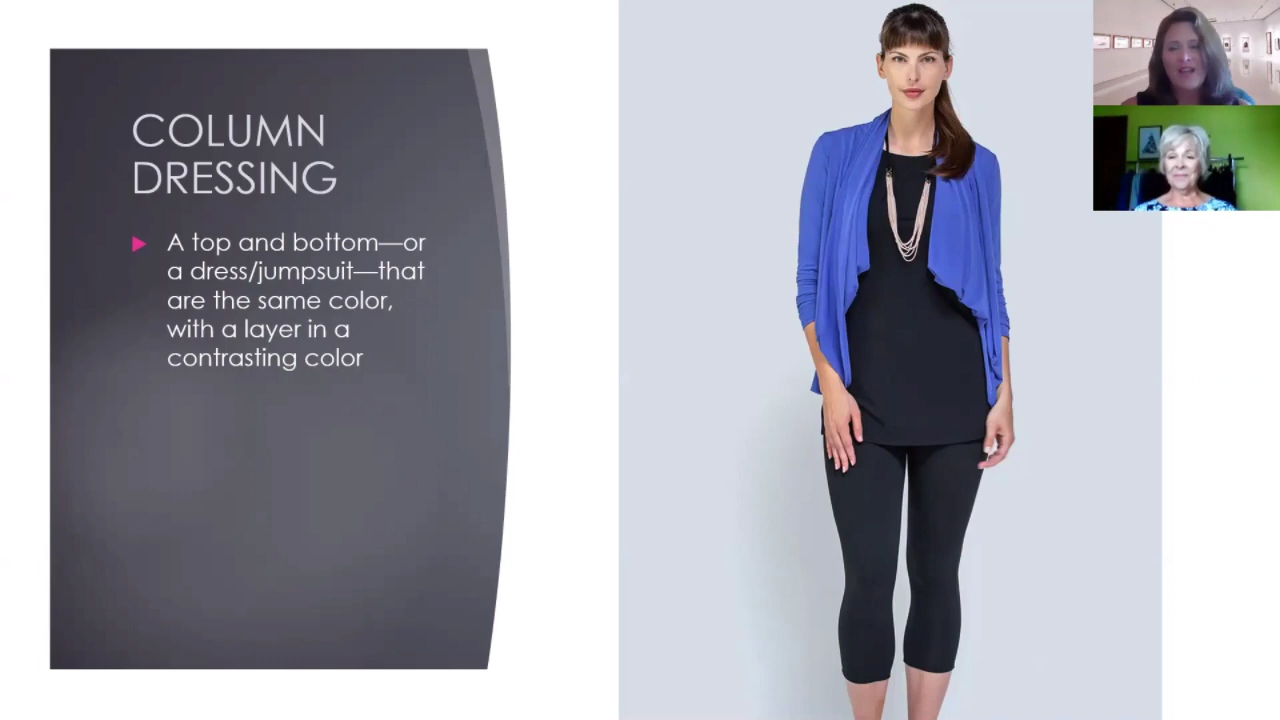 COLUMN
DRESSING
A top and bottom—or
a dress/jumpsuit—that
are the same color,
with a layer in a
contrasting color